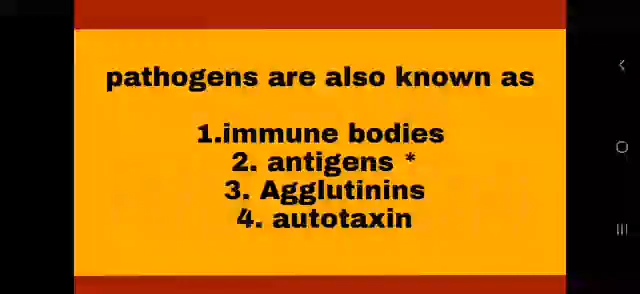 pathogens are also known as
1.immune bodies
2. antigens *
3. Agglutinins
4. autotaxin